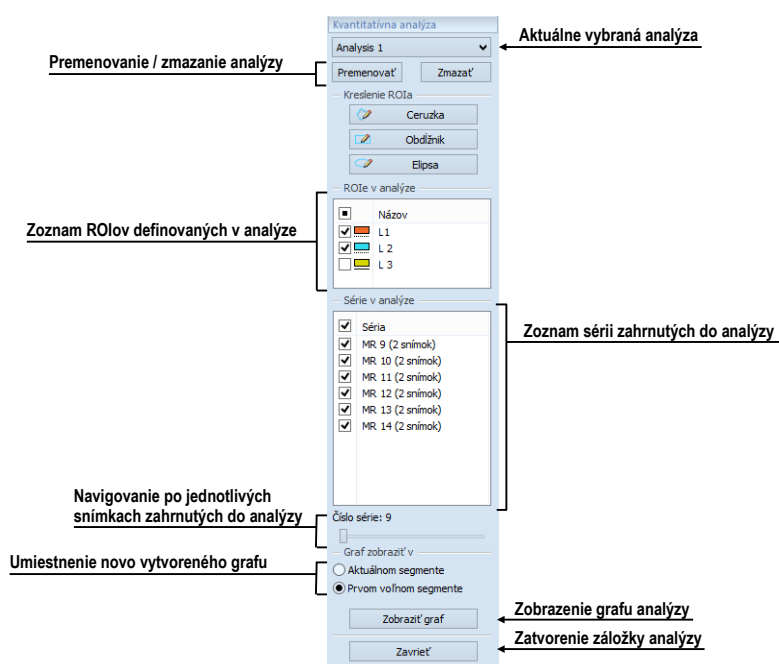 Kvantitatívna analýza
Analysis 1
Aktuálne vybraná analýza
Premenovanie / zmazanie analýzy
Premenovať
Zmazať
Kreslenie ROIa
Ceruzka
Obdĺžnik
Elipsa
ROIe v analýze
Zoznam ROIov definovaných v analýze
Názov
L1
L 2
L 3
Série v analýze
Zoznam sérii zahrnutých do analýzy
Séria
MR 9 (2 snímok)
MR 10 (2 snímok)
MR 11 (2 snímok)
MR 12 (2 snímok)
MR 13 (2 snímok)
MR 14 (2 snímok)
Navigovanie po jednotlivých
snímkach zahrnutých do analýzy
Číslo série: 9
Graf zobraziť v
Umiestnenie novo vytvoreného grafu
Aktuálnom segmente
Prvom voľnom segmente
Zobraziť graf
Zobrazenie grafu analýzy
Zatvorenie záložky analýzy
Zavrieť